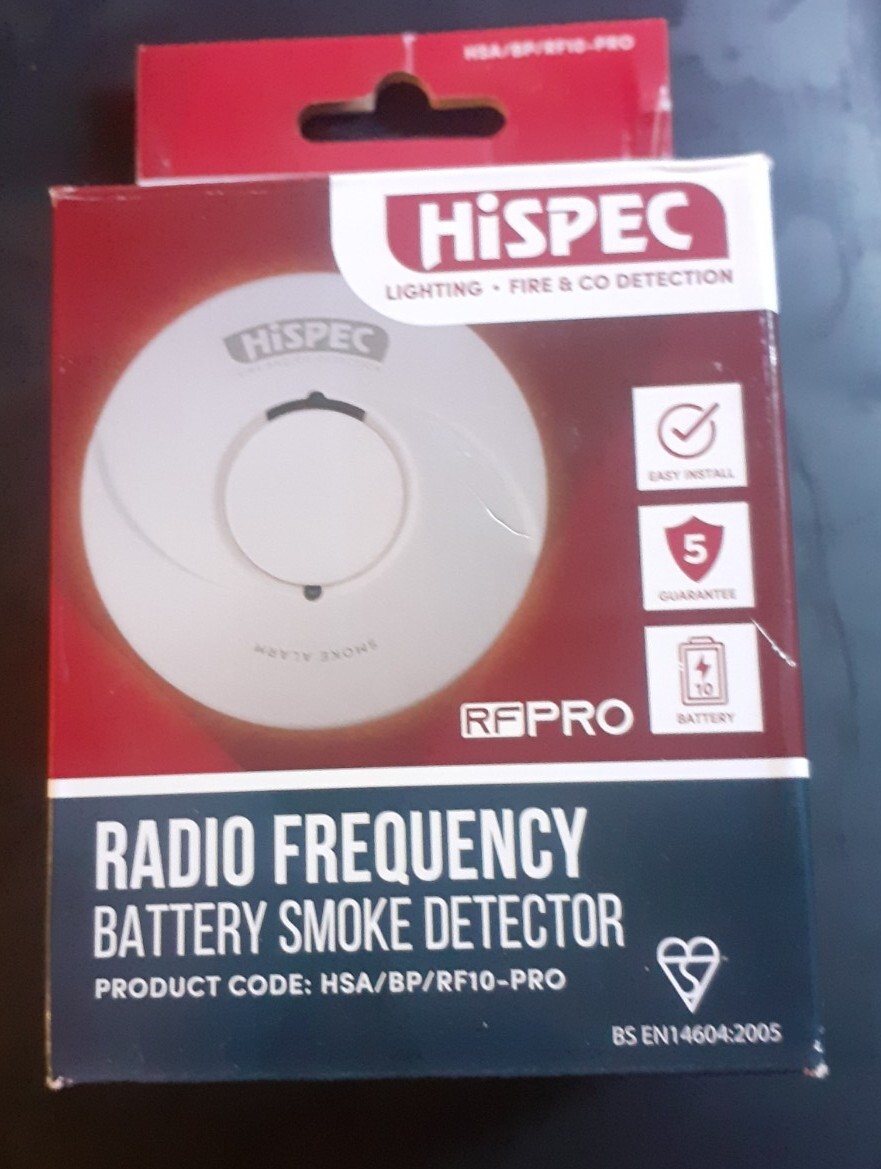 HSA/BP/RF10-PRO
HiSPEC
LIGHTING • FIRE & CO DETECTION
HiSPEC
EASY INSTALL
5
GUARANTEE
SMOKE ALARM
10
BATTERY
RFPRO
RADIO FREQUENCY
BATTERY SMOKE DETECTOR
PRODUCT CODE: HSA/BP/RF10-PRO
BS EN14604:2005